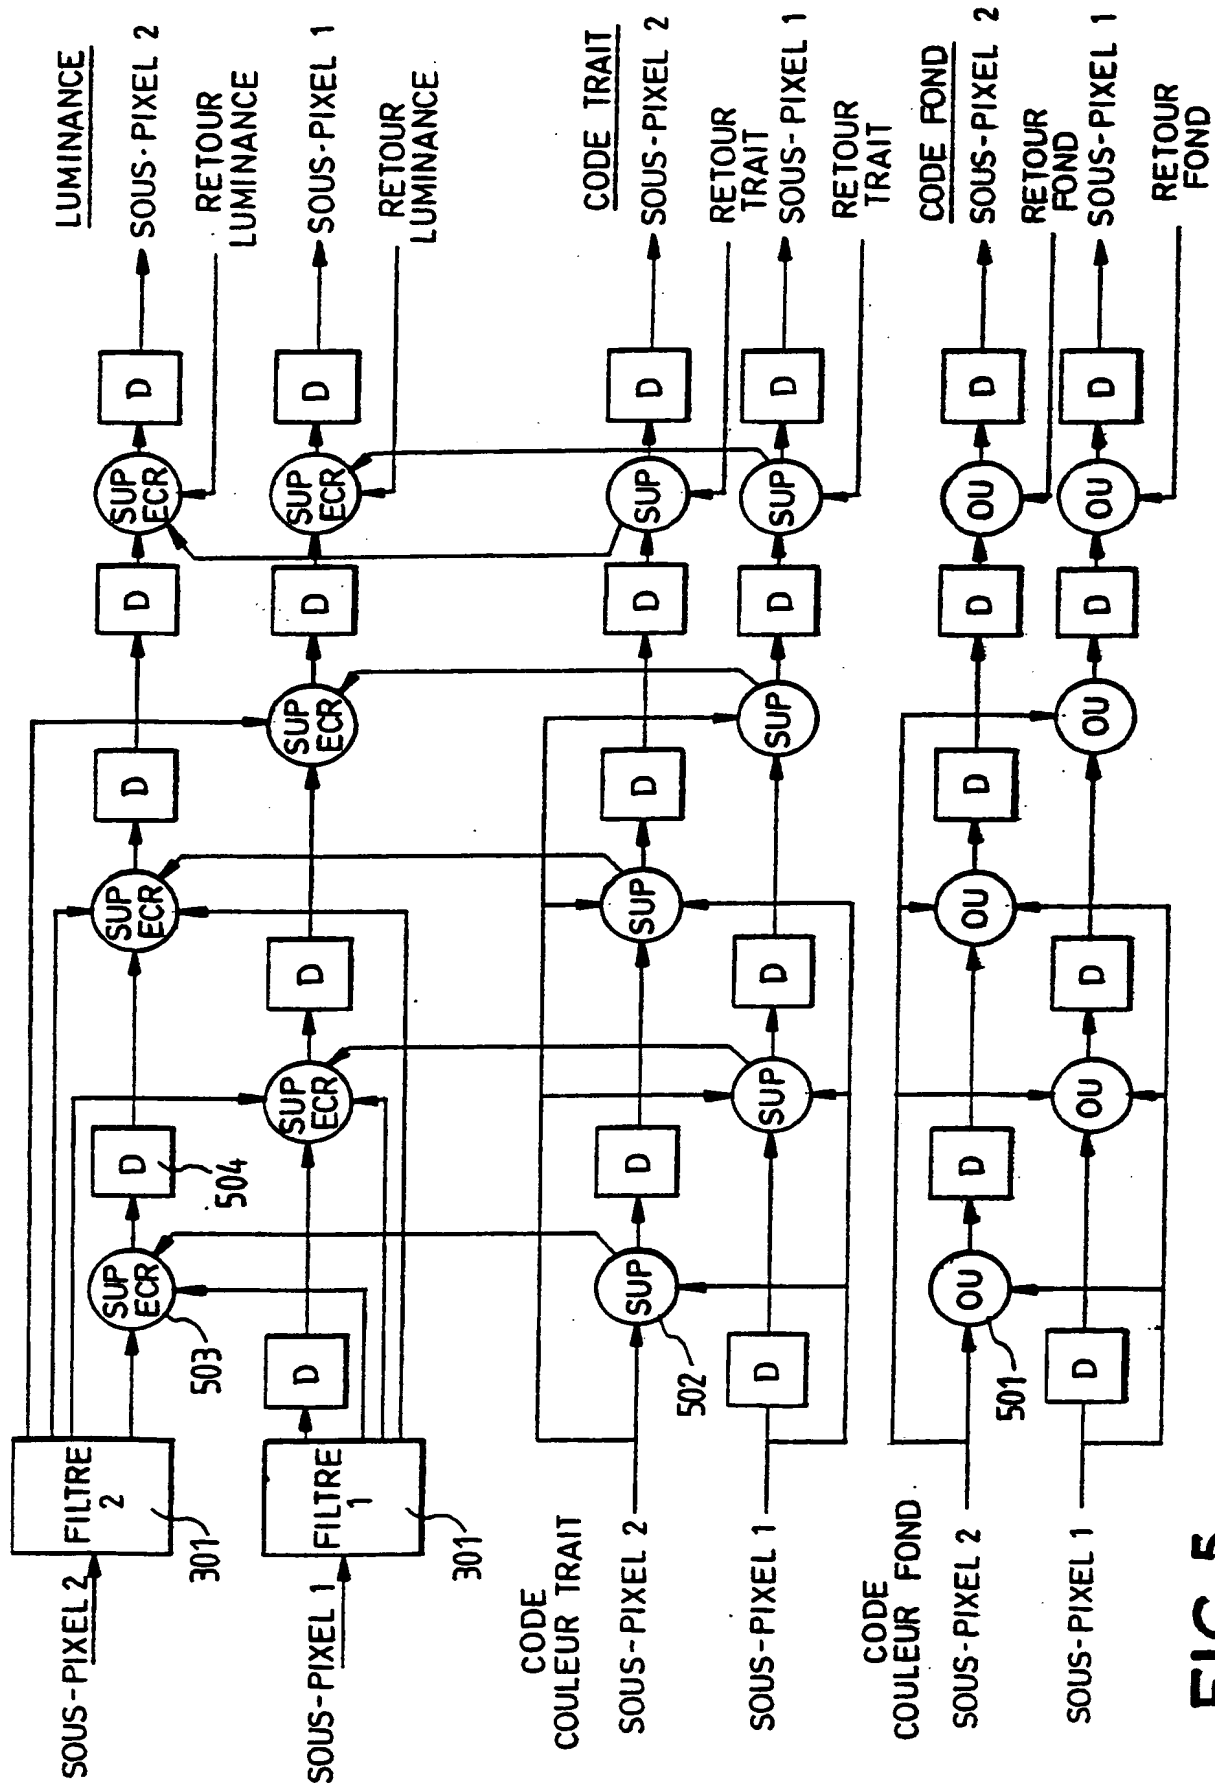 SOUS-PIXEL 2
FILTRE
2
301
SUP
ECR
503
D
504
SUP
ECR
D
D
SUP
ECR
D
LUMINANCE
SOUS-PIXEL 2
RETOUR
LUMINANCE
SOUS-PIXEL 1
FILTRE
1
301
D
SUP
ECR
D
SUP
ECR
D
SUP
ECR
D
SOUS-PIXEL 1
RETOUR
LUMINANCE
CODE
COULEUR TRAIT
SOUS-PIXEL 2
SUP
502
D
SUP
D
D
SUP
D
CODE TRAIT
SOUS-PIXEL 2
RETOUR
TRAIT
SOUS-PIXEL 1
D
SUP
D
SUP
D
SUP
D
SOUS-PIXEL 1
RETOUR
TRAIT
CODE
COULEUR FOND
SOUS-PIXEL 2
OU
501
D
OU
D
D
OU
D
CODE FOND
SOUS-PIXEL 2
RETOUR
FOND
SOUS-PIXEL 1
D
OU
D
OU
D
OU
D
SOUS-PIXEL 1
RETOUR
FOND
FIG.5